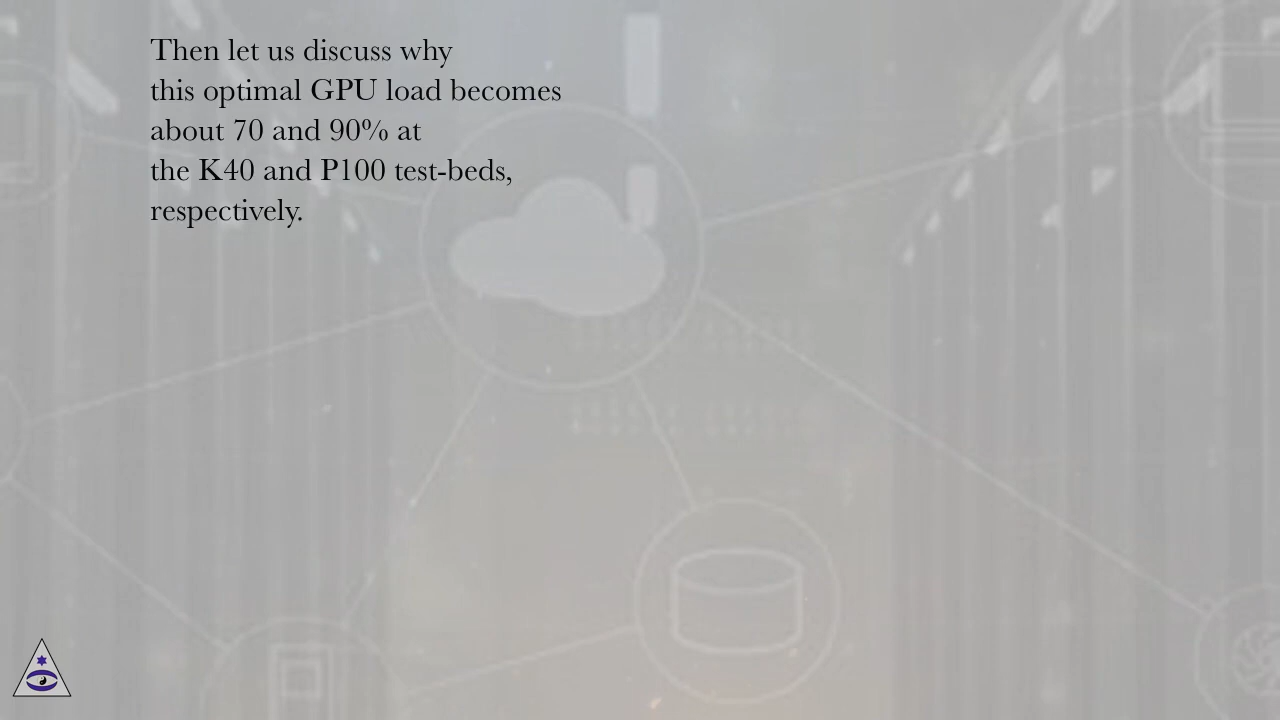 Then let us discuss why
this optimal GPU load becomes
about 70 and 90% at
the K40 and P100 test-beds,
respectively.